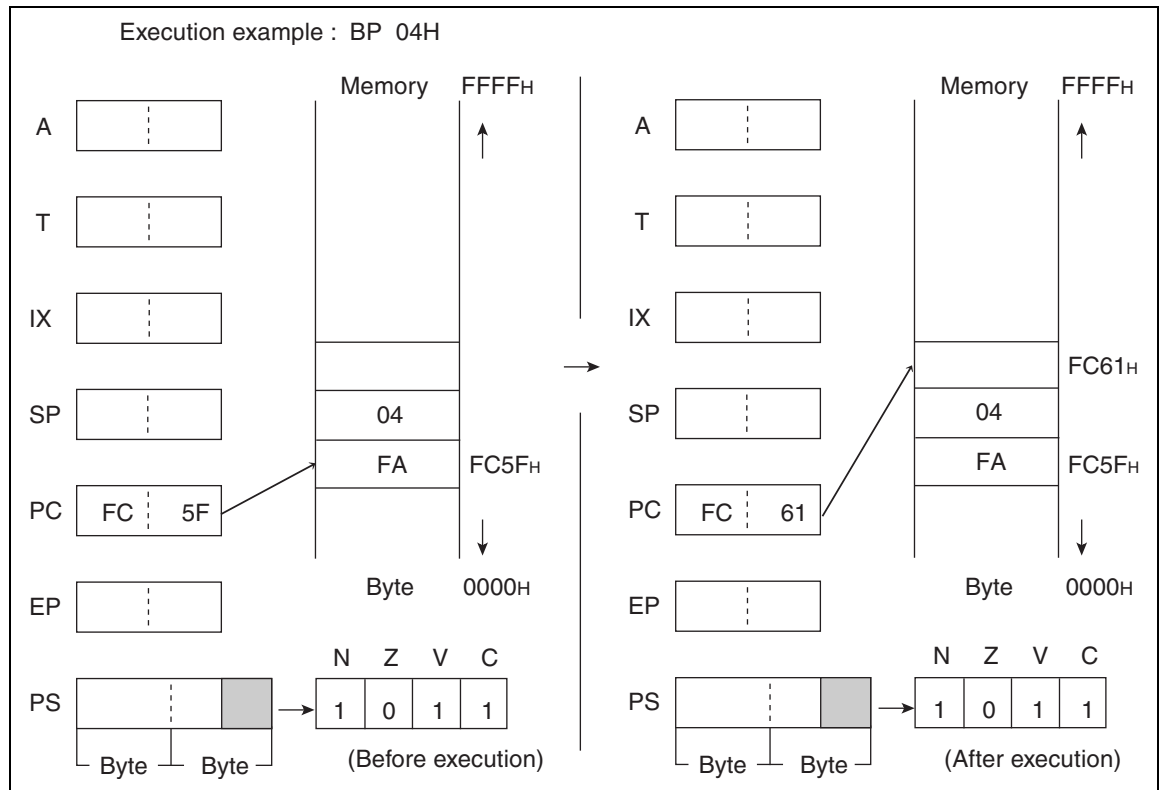 Execution example : BP 04H
Memory FFFFH
A
T
IX
SP 04
FA FC5FH
PC FC 5F
Byte 0000H
EP
N Z V C
PS 1 0 1 1
Byte Byte (Before execution)
Memory FFFFH
A
T
IX
FC61H
SP 04
FA FC5FH
PC FC 61
Byte 0000H
EP
N Z V C
PS 1 0 1 1
Byte Byte (After execution)